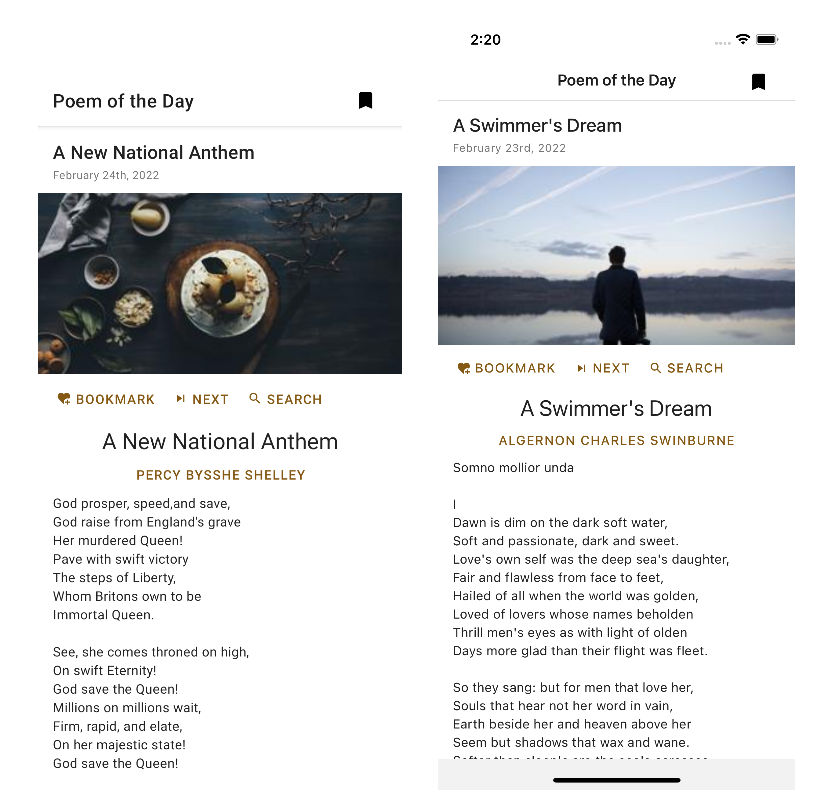 Poem of the Day
A New National Anthem
February 24th, 2022
BOOKMARK NEXT SEARCH
A New National Anthem
PERCY BYSSHE SHELLEY
God prosper, speed,and save,
God raise from England's grave
Her murdered Queen!
Pave with swift victory
The steps of Liberty,
Whom Britons own to be
Immortal Queen.
See, she comes throned on high,
On swift Eternity!
God save the Queen!
Millions on millions wait,
Firm, rapid, and elate,
On her majestic state!
God save the Queen!
2:20
Poem of the Day
A Swimmer's Dream
February 23rd, 2022
BOOKMARK NEXT SEARCH
A Swimmer's Dream
ALGERNON CHARLES SWINBURNE
Somno mollior unda
I
Dawn is dim on the dark soft water,
Soft and passionate, dark and sweet.
Love's own self was the deep sea's daughter,
Fair and flawless from face to feet,
Hailed of all when the world was golden,
Loved of lovers whose names beholden
Thrill men's eyes as with light of olden
Days more glad than their flight was fleet.
So they sang: but for men that love her,
Souls that hear not her word in vain,
Earth beside her and heaven above her
Seem but shadows that wax and wane.